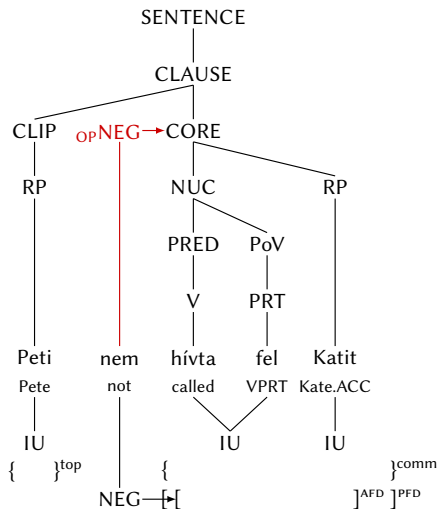 SENTENCE
CLAUSE
CLIP OPNEG CORE
RP NUC RP
PRED PoV
V PRT
Peti nem hívta fel Katit
Pete not called VPRT Kate.ACC
IU IU IU
{ }top { }comm
NEG [ [ ]AFD ]PFD